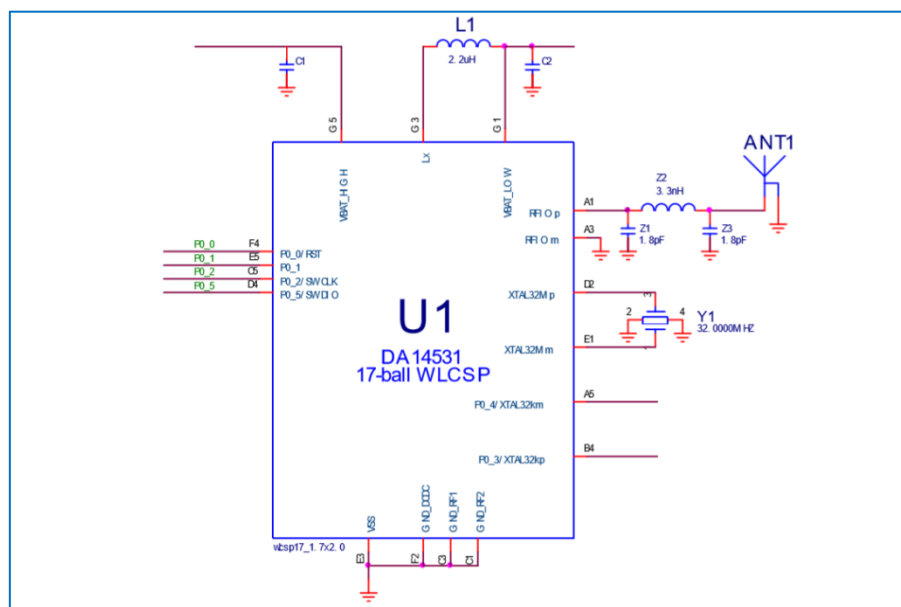 L1
2.2uH
C1
C2
G5
G3
G1
Lx
VBAT_HIGH
VBAT_LOW
ANT1
Z2
3.3nH
RFIOp
A1
Z1
1.8pF
Z3
1.8pF
RFIOm
A3
P0_0
F4
P0_0/RST
P0_1
E5
P0_1
P0_2
C5
P0_2/SWCLK
P0_5
D4
P0_5/SWDIO
XTAL32Mp
D2
3
2
4
Y1
32.0000MHZ
XTAL32Mm
E1
U1
DA14531
17-ball WLCSP
P0_4/XTAL32km
A5
P0_3/XTAL32kp
B4
VSS
GND_DCDC
GND_RF1
GND_RF2
wlcsp17_1.7x2.0
E3
F2
C3
C1